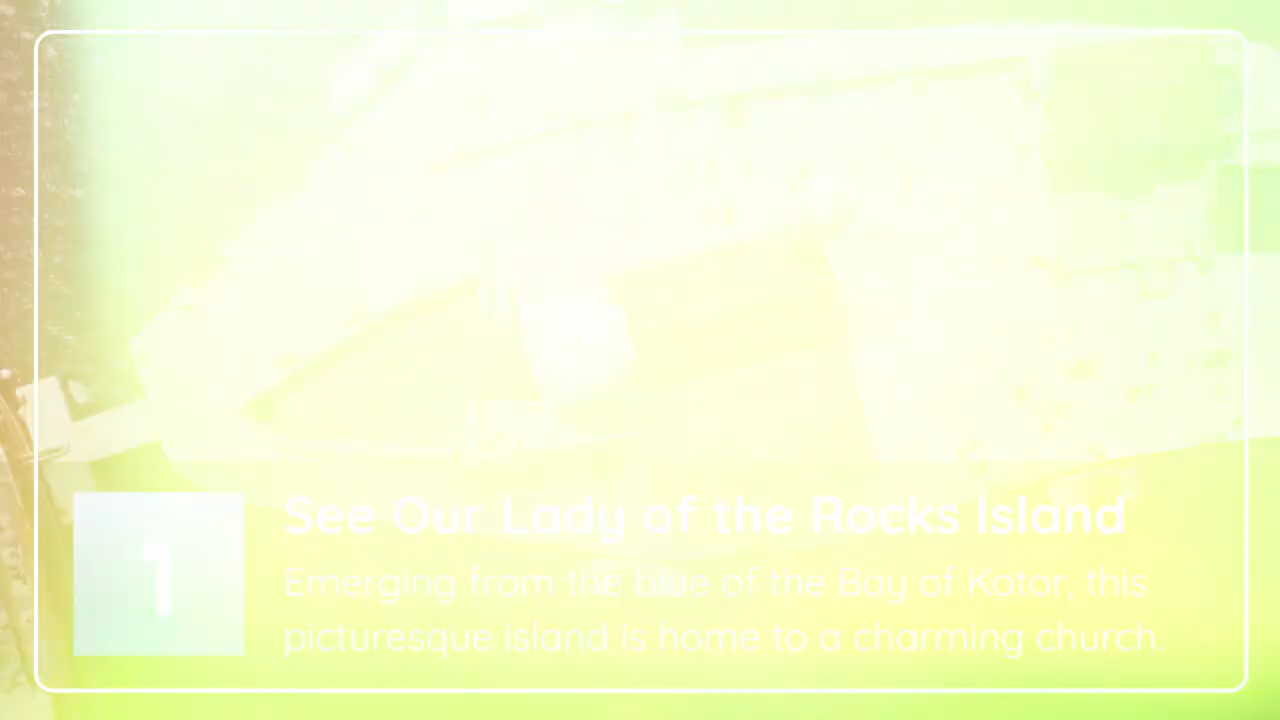 1
See Our Lady of the Rocks Island
Emerging from the blue of the Bay of Kotor, this
picturesque island is home to a charming church.